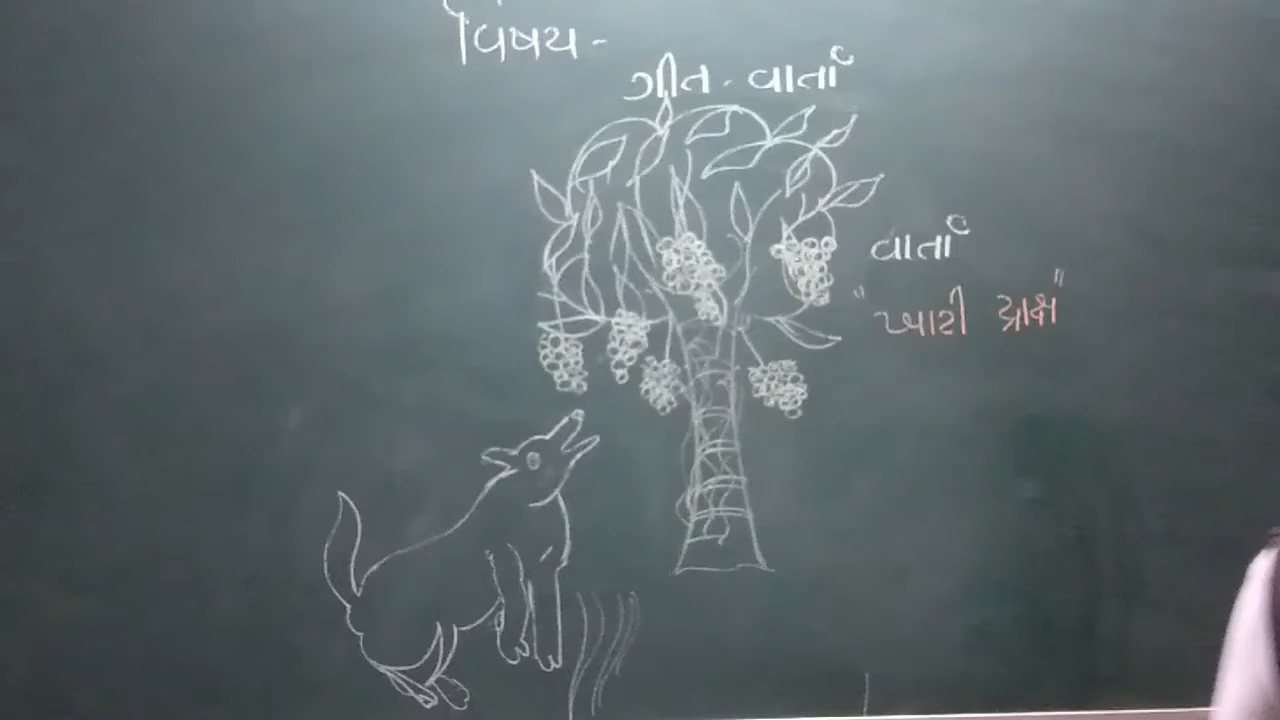 વિષય -
ગીત - વાર્તા
વાર્તા
"ખાટી દ્રાક્ષ"